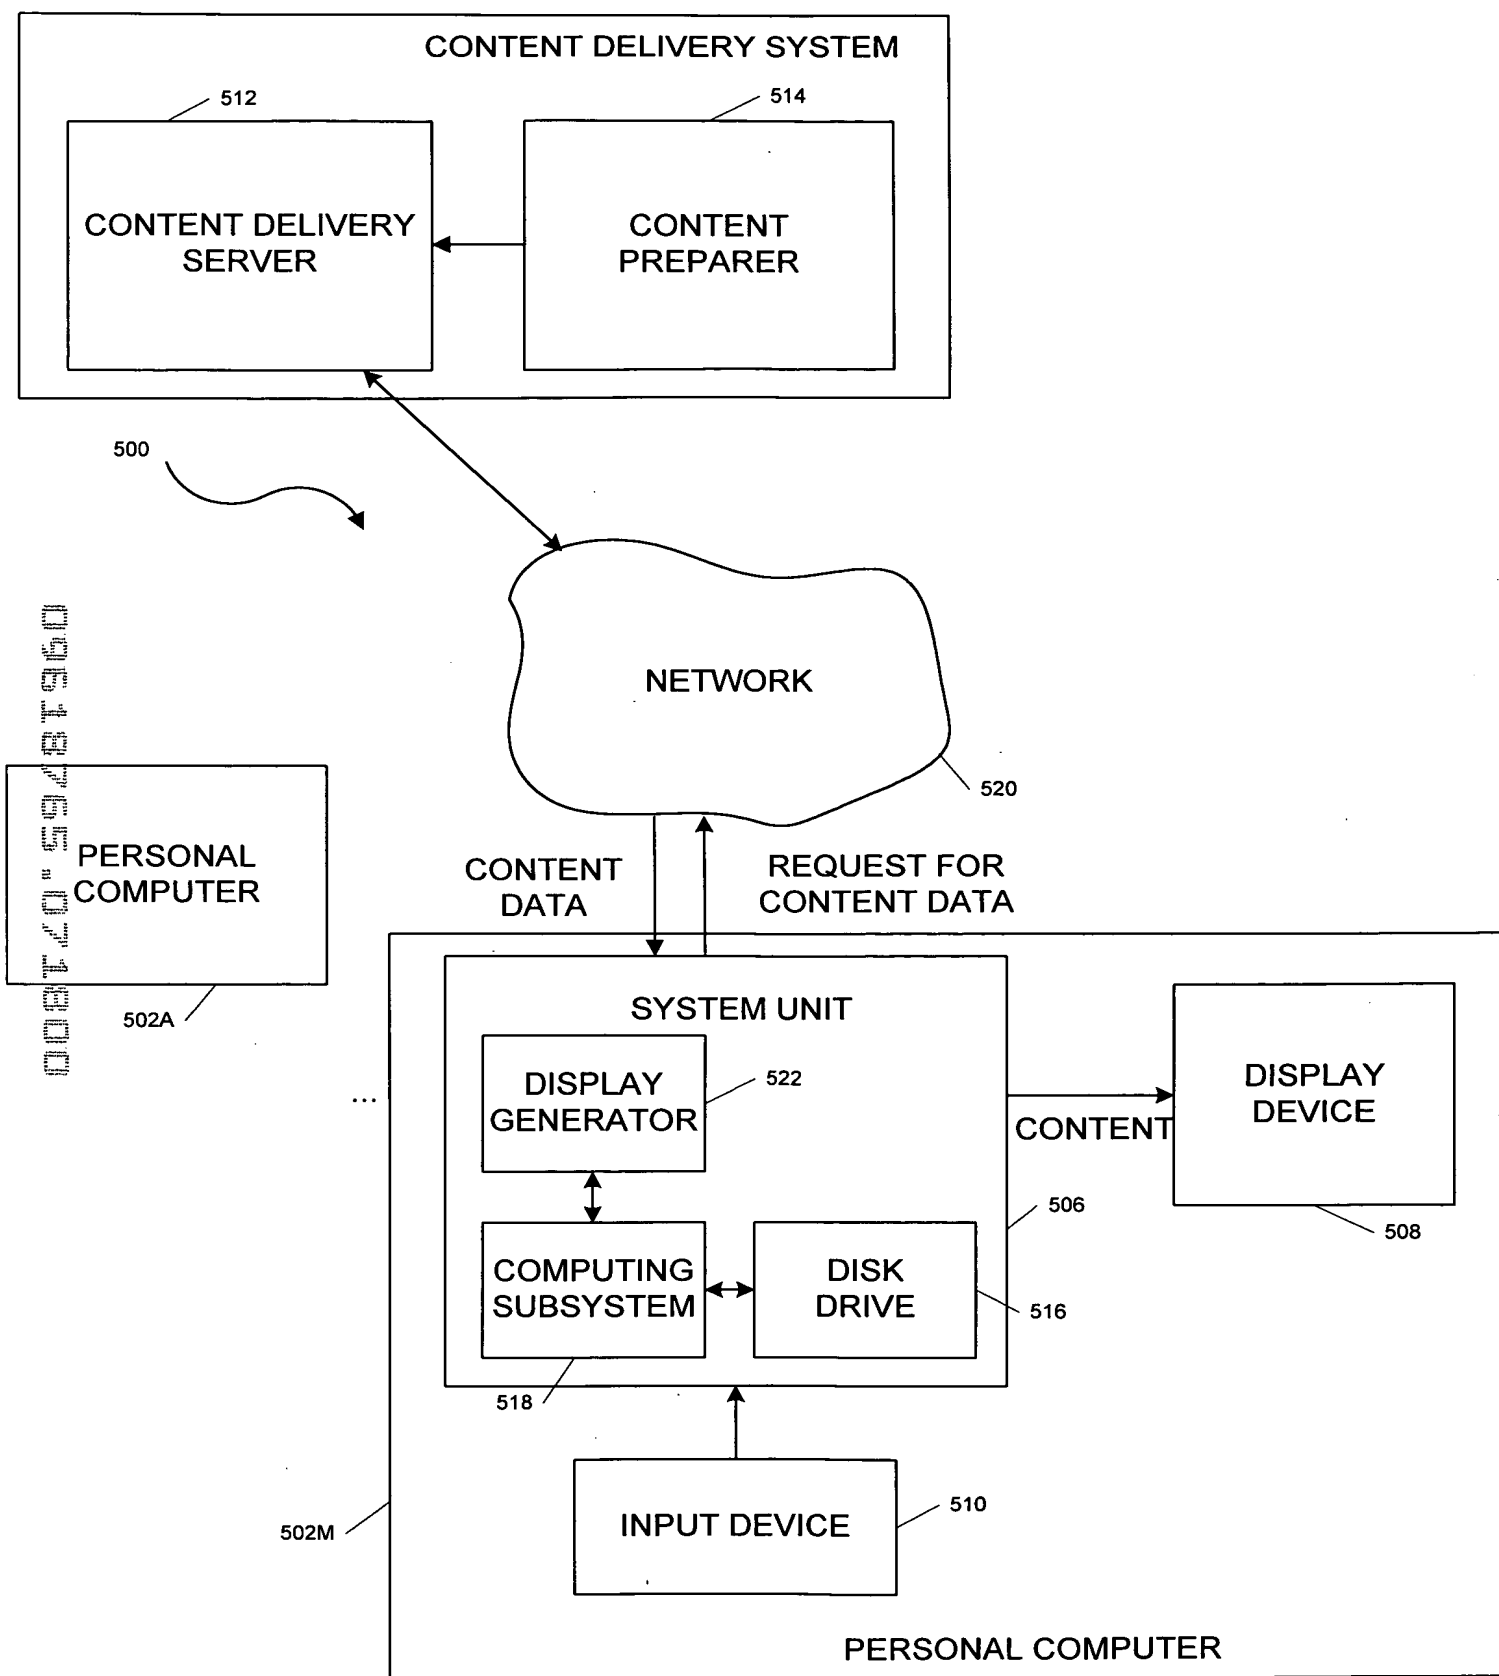 CONTENT DELIVERY SYSTEM
512
514
CONTENT DELIVERY
SERVER
CONTENT
PREPARER
500
NETWORK
520
09618765.071800
PERSONAL
COMPUTER
502A
CONTENT
DATA
REQUEST FOR
CONTENT DATA
SYSTEM UNIT
DISPLAY
GENERATOR
522
...
CONTENT
DISPLAY
DEVICE
508
506
COMPUTING
SUBSYSTEM
DISK
DRIVE
516
518
INPUT DEVICE
510
502M
PERSONAL COMPUTER